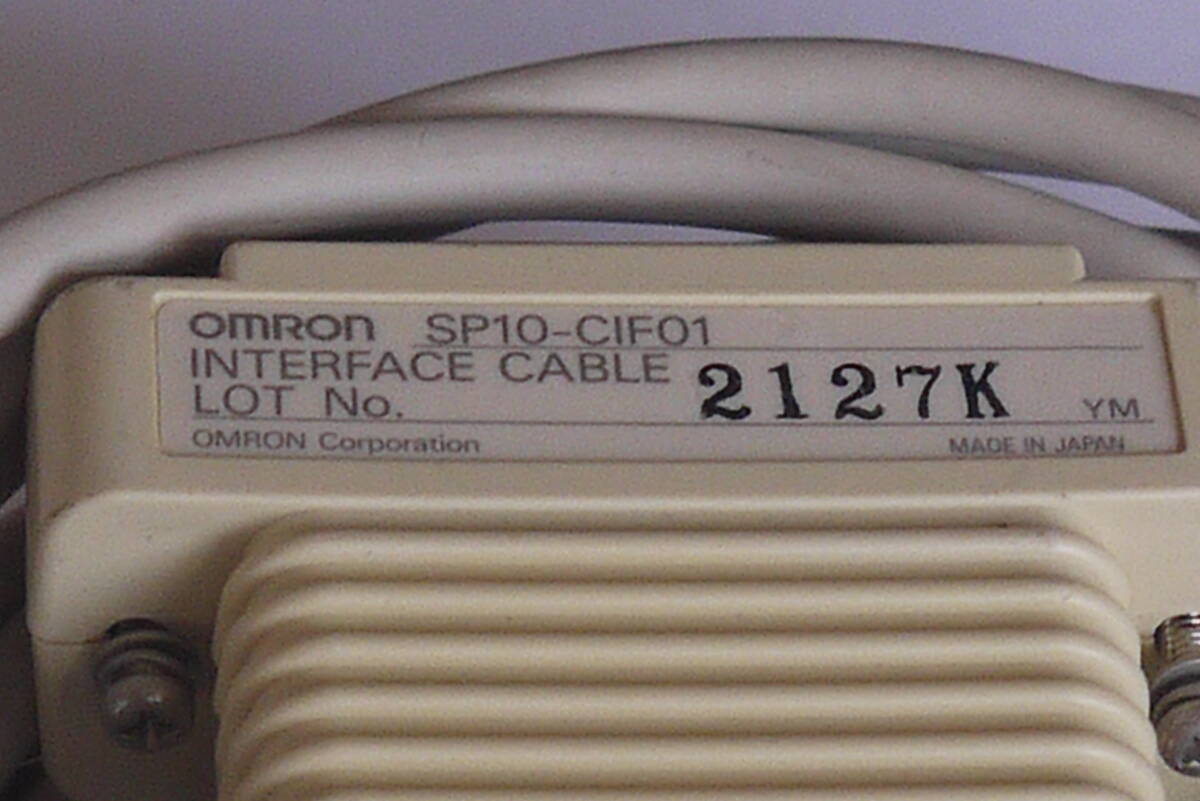 OMRON SP10-CIF01
INTERFACE CABLE
LOT No. 2127K YM
OMRON Corporation MADE IN JAPAN